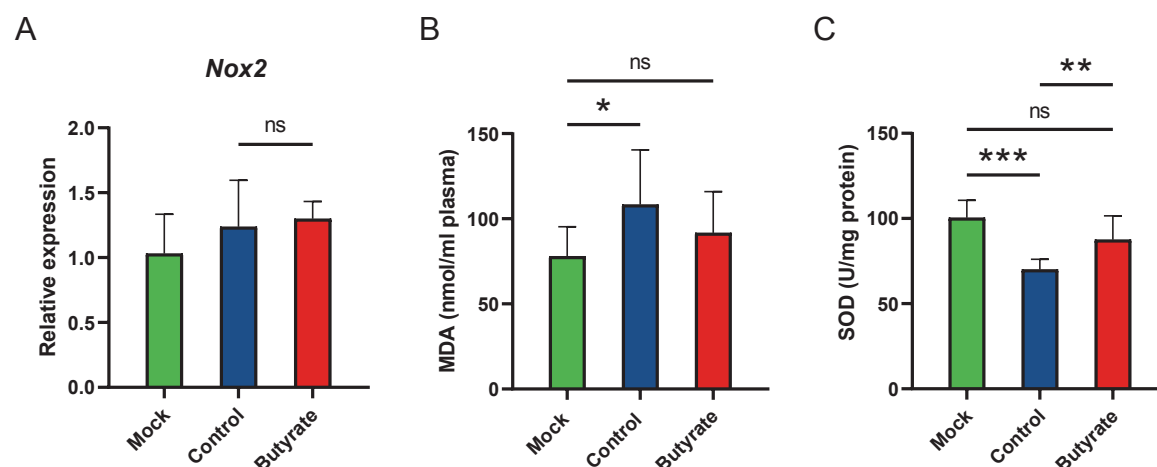 A
Nox2
ns
2.0
1.5
1.0
0.5
0.0
Relative expression
Mock
Control
Butyrate
B
ns
*
150
100
50
0
MDA (nmol/ml plasma)
Mock
Control
Butyrate
C
**
ns
***
150
100
50
0
SOD (U/mg protein)
Mock
Control
Butyrate